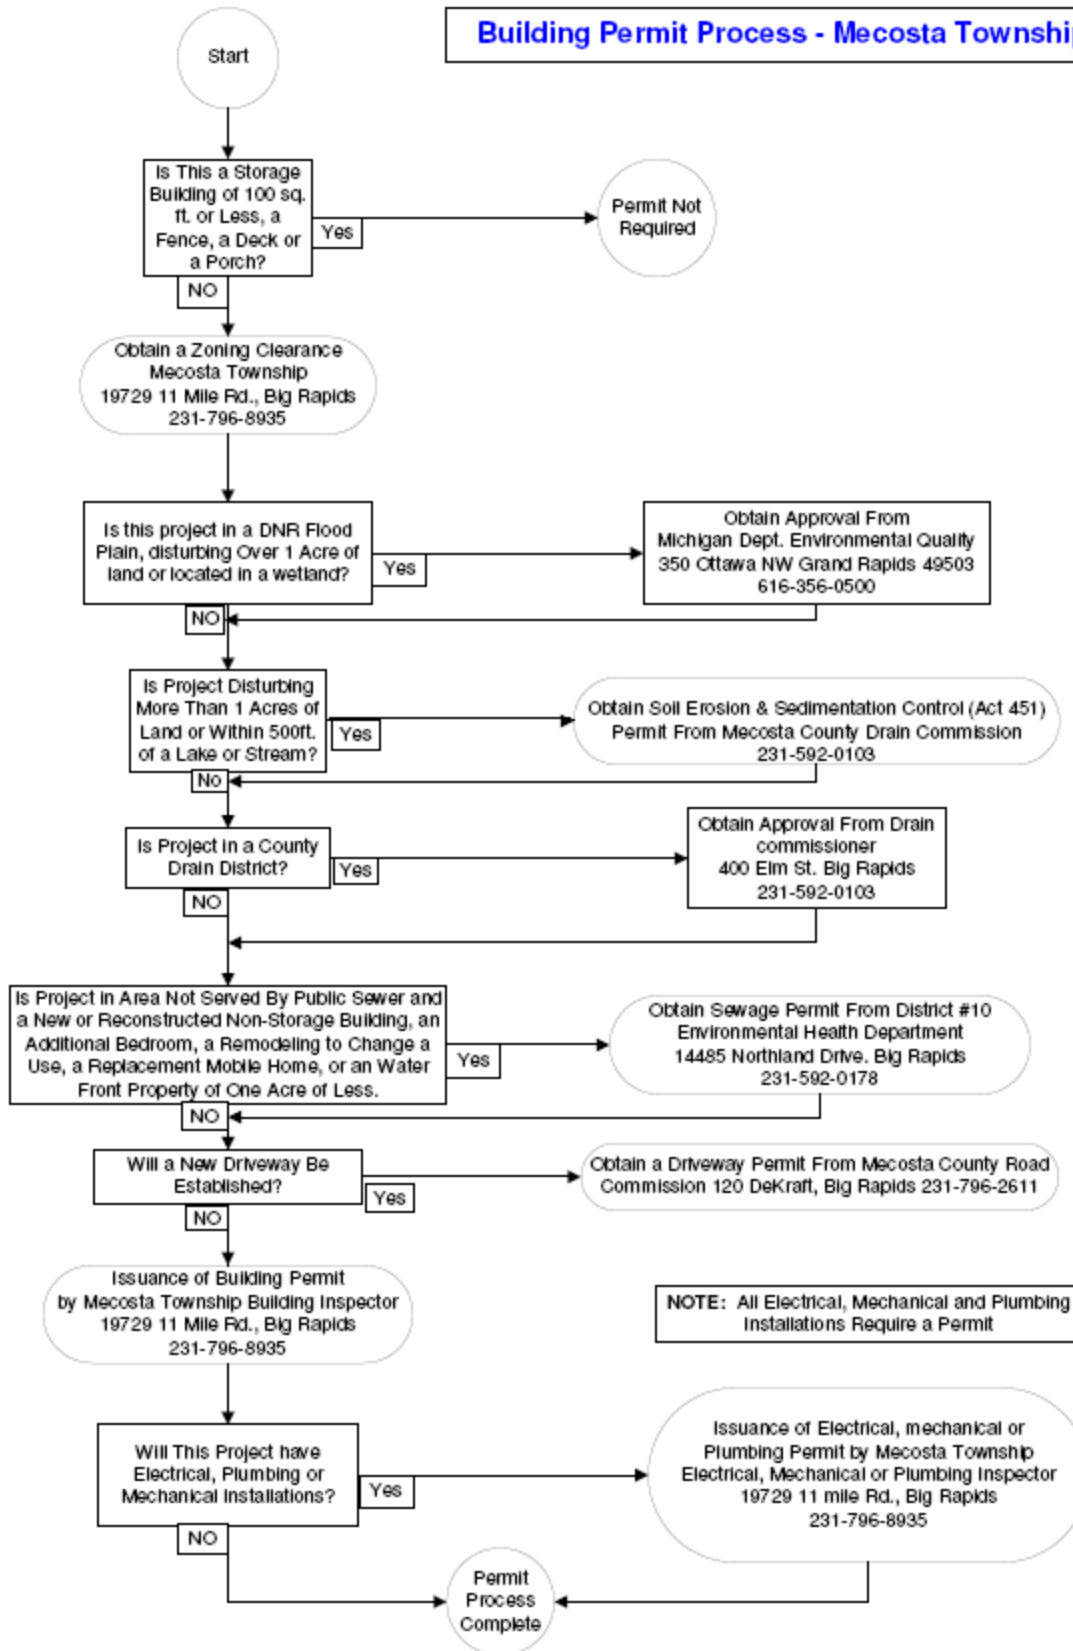 Building Permit Process - Mecosta Township
Start
Is This a Storage
Building of 100 sq.
ft. or Less, a
Fence, a Deck or
a Porch?
Yes
Permit Not
Required
NO
Obtain a Zoning Clearance
Mecosta Township
19729 11 Mile Rd., Big Rapids
231-796-8935
Is this project in a DNR Flood
Plain, disturbing Over 1 Acre of
land or located in a wetland?
Yes
Obtain Approval From
Michigan Dept. Environmental Quality
350 Ottawa NW Grand Rapids 49503
616-356-0500
NO
Is Project Disturbing
More Than 1 Acres of
Land or Within 500ft.
of a Lake or Stream?
Yes
Obtain Soil Erosion & Sedimentation Control (Act 451)
Permit From Mecosta County Drain Commission
231-592-0103
No
Is Project in a County
Drain District?
Yes
Obtain Approval From Drain
commissioner
400 Elm St. Big Rapids
231-592-0103
NO
Is Project in Area Not Served By Public Sewer and
a New or Reconstructed Non-Storage Building, an
Additional Bedroom, a Remodeling to Change a
Use, a Replacement Mobile Home, or an Water
Front Property of One Acre of Less.
Yes
Obtain Sewage Permit From District #10
Environmental Health Department
14485 Northland Drive. Big Rapids
231-592-0178
NO
Will a New Driveway Be
Established?
Yes
Obtain a Driveway Permit From Mecosta County Road
Commission 120 DeKraft, Big Rapids 231-796-2611
NO
Issuance of Building Permit
by Mecosta Township Building Inspector
19729 11 Mile Rd., Big Rapids
231-796-8935
NOTE: All Electrical, Mechanical and Plumbing
Installations Require a Permit
Will This Project have
Electrical, Plumbing or
Mechanical Installations?
Yes
Issuance of Electrical, mechanical or
Plumbing Permit by Mecosta Township
Electrical, Mechanical or Plumbing Inspector
19729 11 mile Rd., Big Rapids
231-796-8935
NO
Permit
Process
Complete